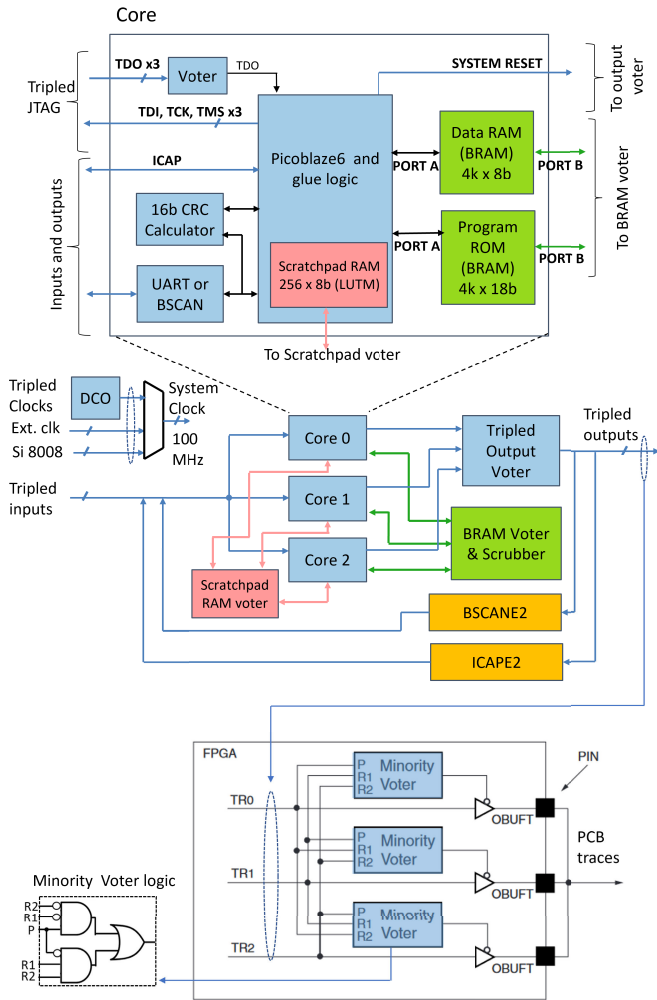 Core
TDO x3
Voter
TDO
SYSTEM RESET
To output
voter
Tripled
JTAG
TDI, TCK, TMS x3
ICAP
Picoblaze6 and
glue logic
PORT A
Data RAM
(BRAM)
4k x 8b
PORT B
To BRAM voter
Inputs and outputs
16b CRC
Calculator
PORT A
Program
ROM
(BRAM)
4k x 18b
PORT B
UART or
BSCAN
Scratchpad RAM
256 x 8b (LUTM)
To Scratchpad vcter
Tripled
Clocks
DCO
Ext. clk
Si 8008
System
Clock
100
MHz
Core 0
Tripled
Output
Voter
Tripled
outputs
Tripled
inputs
Core 1
Core 2
BRAM Voter
& Scrubber
Scratchpad
RAM voter
BSCANE2
ICAPE2
FPGA
P
R1
R2
Minority
Voter
PIN
TR0
OBUFT
P
R1
R2
Minority
Voter
PCB
traces
TR1
OBUFT
P
R1
R2
Minority
Voter
TR2
OBUFT
Minority Voter logic
R2
R1
P
R1
R2